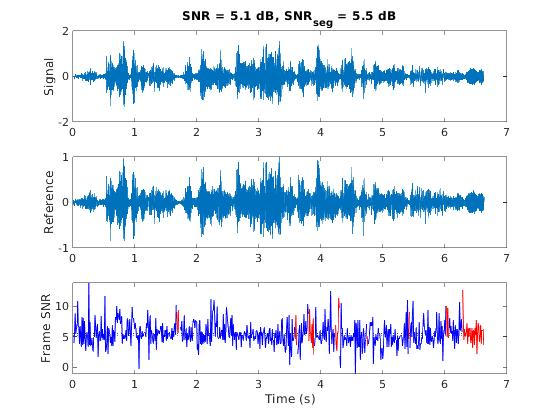 SNR = 5.1 dB, SNRseg = 5.5 dB
Signal
2
0
-2
0 1 2 3 4 5 6 7
Reference
1
0
-1
0 1 2 3 4 5 6 7
Frame SNR
10
5
0
0 1 2 3 4 5 6 7
Time (s)